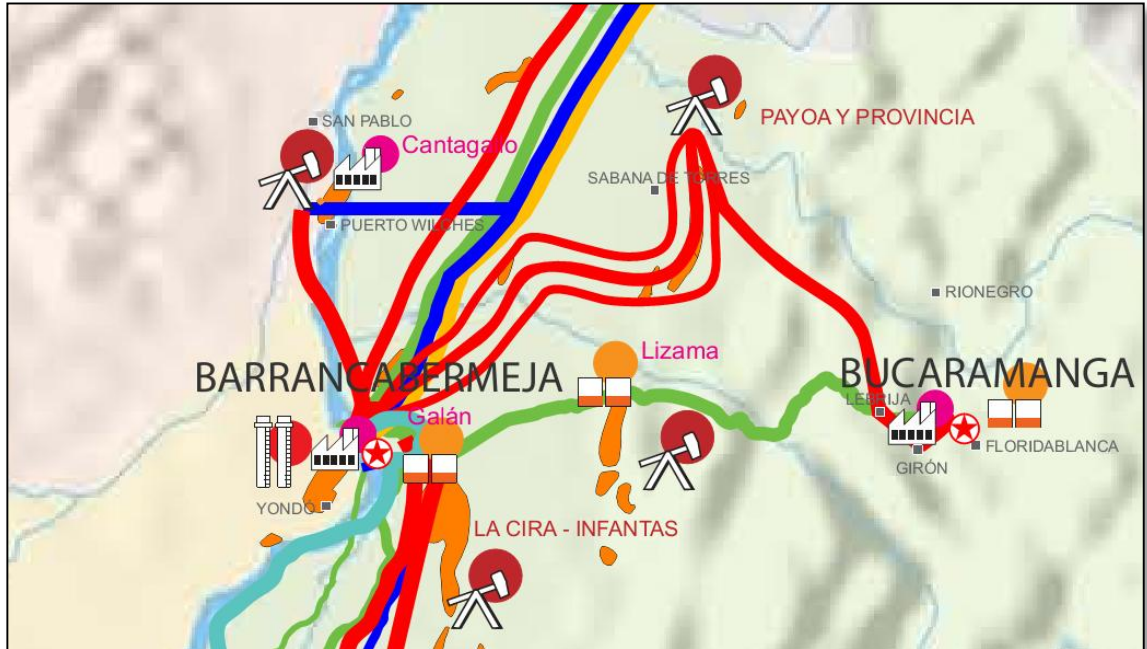 SAN PABLO
Cantagallo
PAYOA Y PROVINCIA
SABANA DE TORRES
PUERTO WILCHES
RIONEGRO
Lizama
BARRANCABERMEJA
BUCARAMANGA
LEBRIJA
Galán
FLORIDABLANCA
GIRÓN
YONDÓ
LA CIRA - INFANTAS